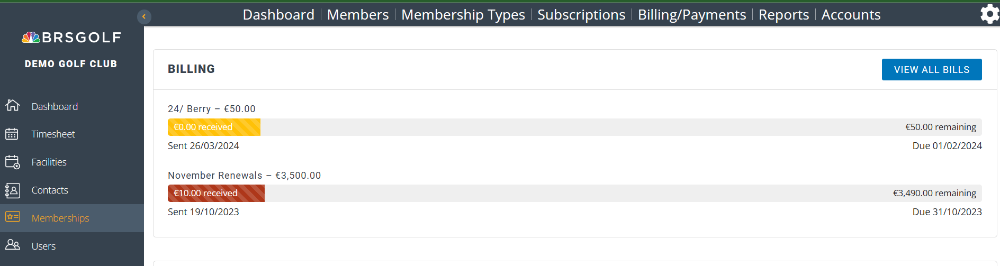 Dashboard | Members | Membership Types | Subscriptions | Billing/Payments | Reports | Accounts
BRSGOLF
DEMO GOLF CLUB
Dashboard
Timesheet
Facilities
Contacts
Memberships
Users
BILLING
VIEW ALL BILLS
24/ Berry – €50.00
€0.00 received €50.00 remaining
Sent 26/03/2024 Due 01/02/2024
November Renewals – €3,500.00
€10.00 received €3,490.00 remaining
Sent 19/10/2023 Due 31/10/2023